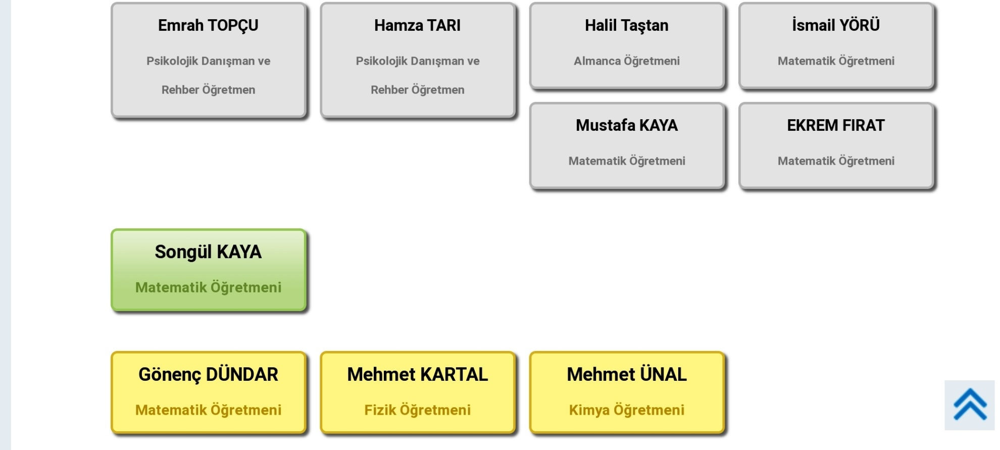 Emrah TOPÇU
Psikolojik Danışman ve
Rehber Öğretmen
Hamza TARI
Psikolojik Danışman ve
Rehber Öğretmen
Halil Taştan
Almanca Öğretmeni
İsmail YÖRÜ
Matematik Öğretmeni
Mustafa KAYA
Matematik Öğretmeni
EKREM FIRAT
Matematik Öğretmeni
Songül KAYA
Matematik Öğretmeni
Gönenç DÜNDAR
Matematik Öğretmeni
Mehmet KARTAL
Fizik Öğretmeni
Mehmet ÜNAL
Kimya Öğretmeni